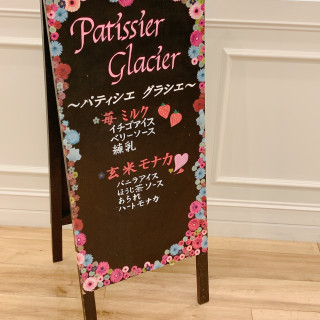 Patissier
Glacier
～パティシエ グラシエ～
苺ミルク
イチゴアイス
ベリーソース
練乳
玄米モナカ
バニラアイス
ほうじ茶ソース
あられ
ハートモナカ